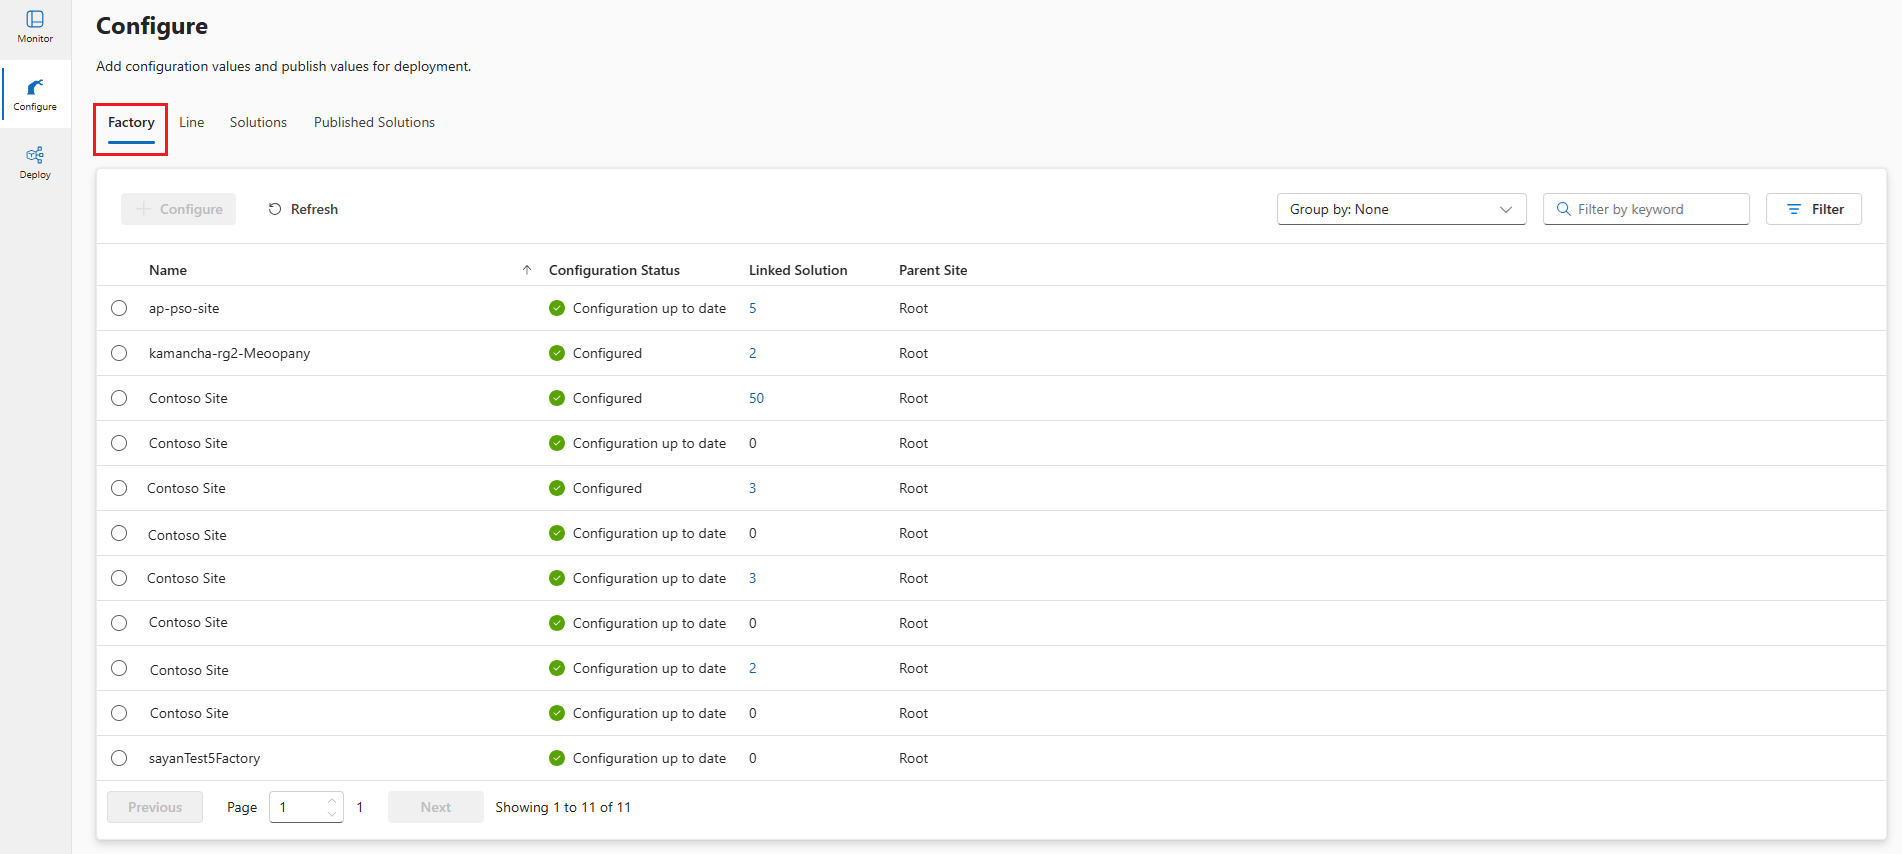 Monitor
Configure
Deploy
Configure
Add configuration values and publish values for deployment.
Factory Line Solutions Published Solutions
Configure Refresh Group by: None Filter by keyword Filter
Name Configuration Status Linked Solution Parent Site
ap-pso-site Configuration up to date 5 Root
kamancha-rg2-Meoopany Configured 2 Root
Contoso Site Configured 50 Root
Contoso Site Configuration up to date 0 Root
Contoso Site Configured 3 Root
Contoso Site Configuration up to date 0 Root
Contoso Site Configuration up to date 3 Root
Contoso Site Configuration up to date 0 Root
Contoso Site Configuration up to date 2 Root
Contoso Site Configuration up to date 0 Root
sayanTest5Factory Configuration up to date 0 Root
Previous Page 1 1 Next Showing 1 to 11 of 11